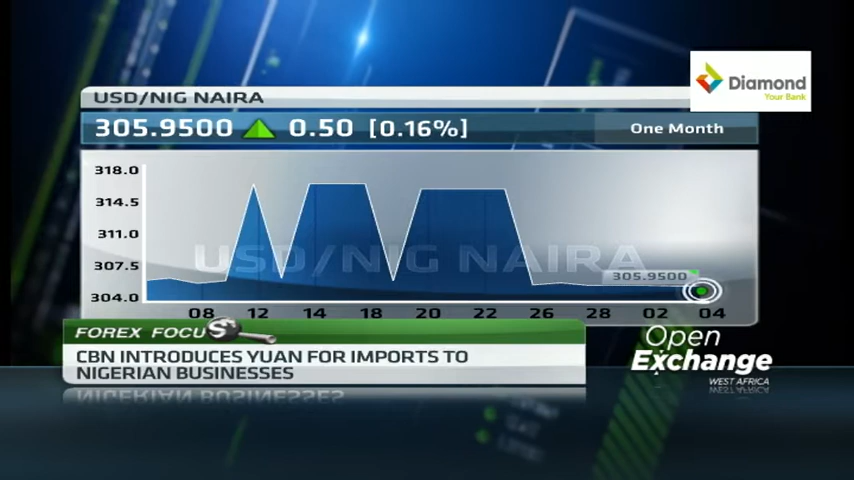 Diamond
Your Bank
USD/NIG NAIRA
305.9500 0.50 [0.16%]
One Month
318.0
314.5
311.0
307.5
304.0
USD/NIG NAIRA
305.9500
08 12 14 18 20 22 26 28 02 04
FOREX FOCUS
CBN INTRODUCES YUAN FOR IMPORTS TO
NIGERIAN BUSINESSES
Open
Exchange
WEST AFRICA